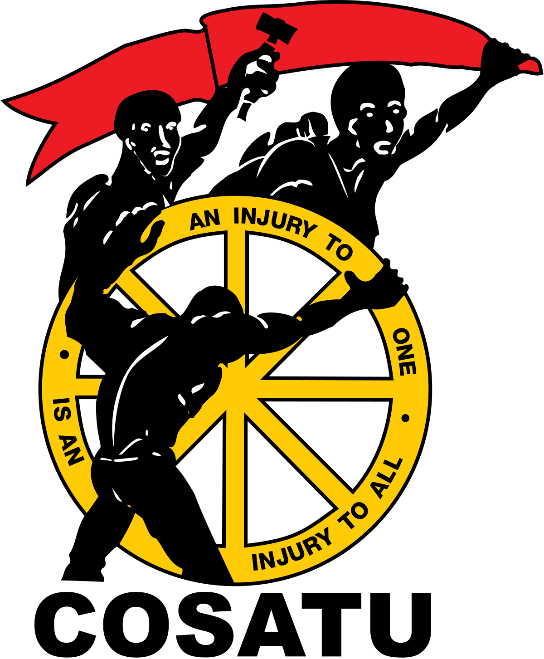 AN INJURY TO ONE • IS AN INJURY TO ALL •
COSATU